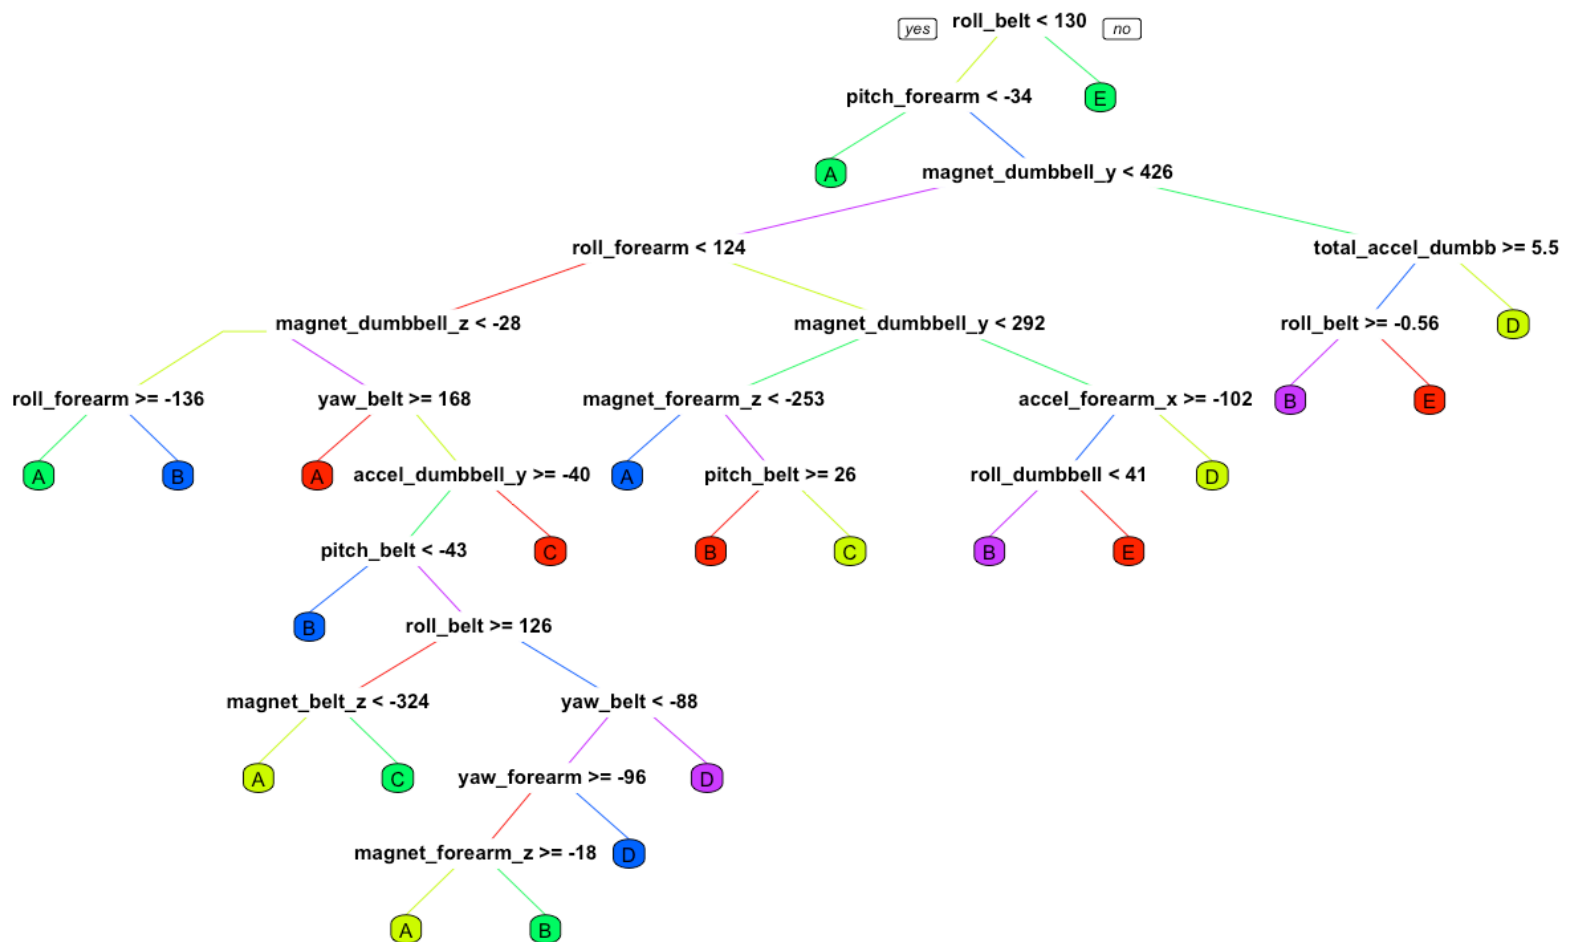 yes roll_belt < 130 no
pitch_forearm < -34 E
A magnet_dumbbell_y < 426
roll_forearm < 124 total_accel_dumbb >= 5.5
magnet_dumbbell_z < -28 magnet_dumbbell_y < 292 roll_belt >= -0.56 D
roll_forearm >= -136 yaw_belt >= 168 magnet_forearm_z < -253 accel_forearm_x >= -102 B E
A B A accel_dumbbell_y >= -40 A pitch_belt >= 26 roll_dumbbell < 41 D
pitch_belt < -43 C B C B E
B roll_belt >= 126
magnet_belt_z < -324 yaw_belt < -88
A C yaw_forearm >= -96 D
magnet_forearm_z >= -18 D
A B